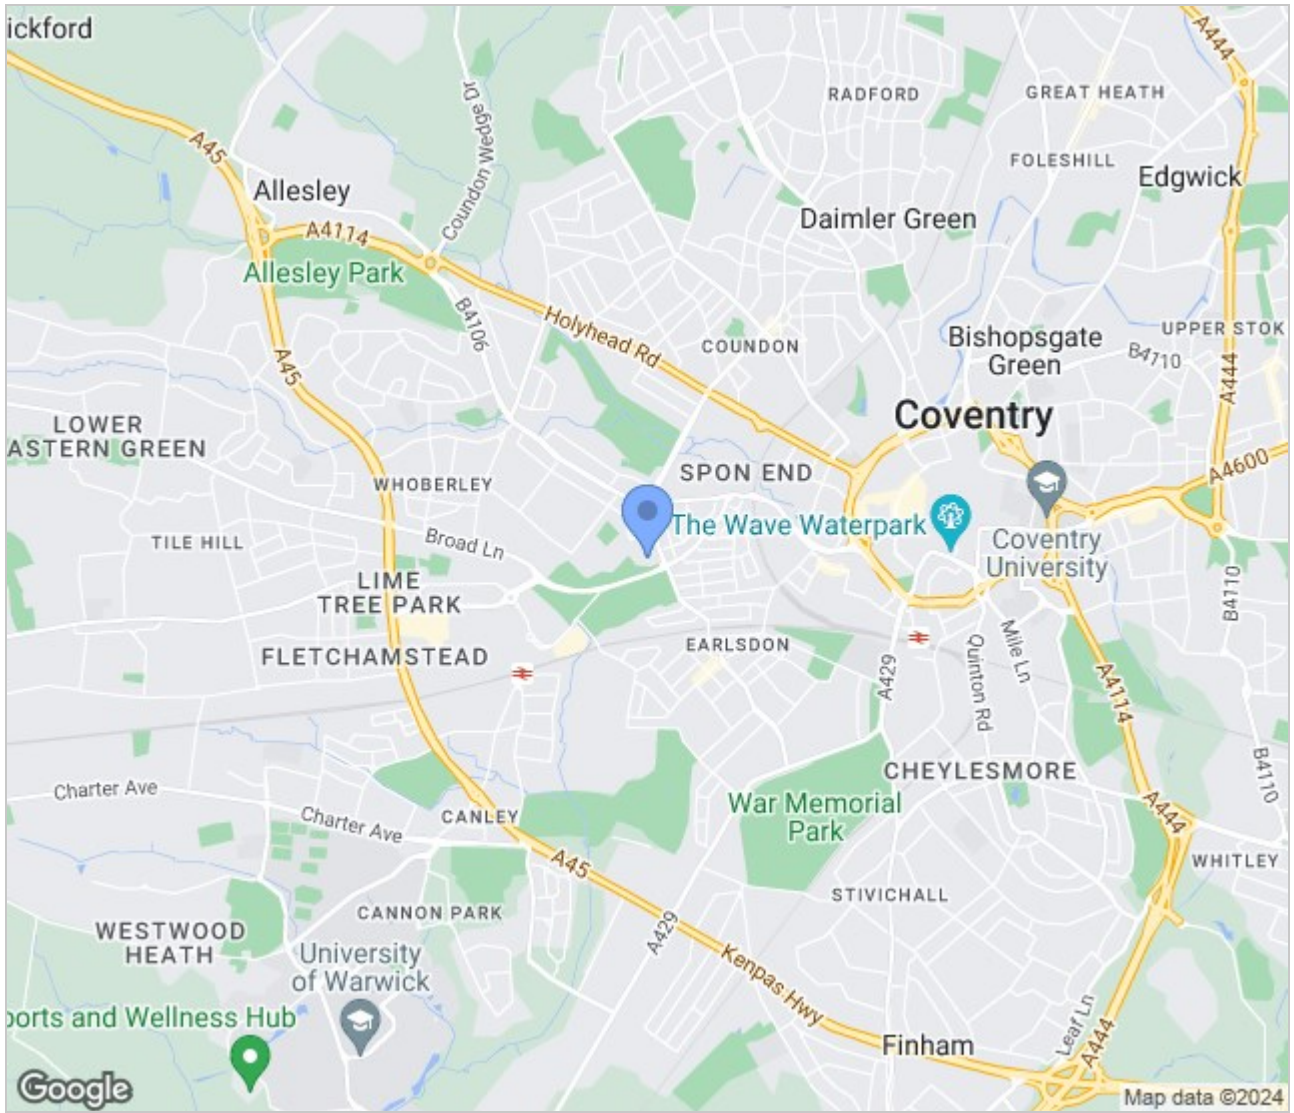 ickford
A444
RADFORD
GREAT HEATH
Coundon Wedge Dr
A45
FOLESHILL
Edgwick
Allesley
Daimler Green
A4114
Allesley Park
B4106
Holyhead Rd
COUNDON
Bishopsgate
Green
UPPER STOK
B4710
A45
A444
LOWER
ASTERN GREEN
Coventry
SPON END
A4600
WHOBERLEY
The Wave Waterpark
TILE HILL
Broad Ln
Coventry
University
LIME
TREE PARK
B4110
EARLSDON
FLETCHAMSTEAD
A429
Quinton Rd
Mile Ln
A4114
CHEYLESMORE
B4110
Charter Ave
War Memorial
Park
Charter Ave
CANLEY
A444
WHITLEY
A45
STIVICHALL
CANNON PARK
A429
WESTWOOD
HEATH
University
of Warwick
Kenpas Hwy
ports and Wellness Hub
Leaf Ln
A444
Finham
Google
Map data ©2024